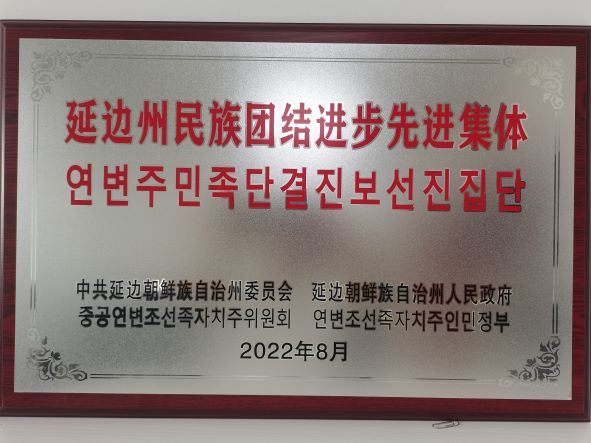 延边州民族团结进步先进集体
연변주민족단결진보선진집단
中共延边朝鲜族自治州委员会 延边朝鲜族自治州人民政府
중공연변조선족자치주위원회 연변조선족자치주인민정부
2022年8月